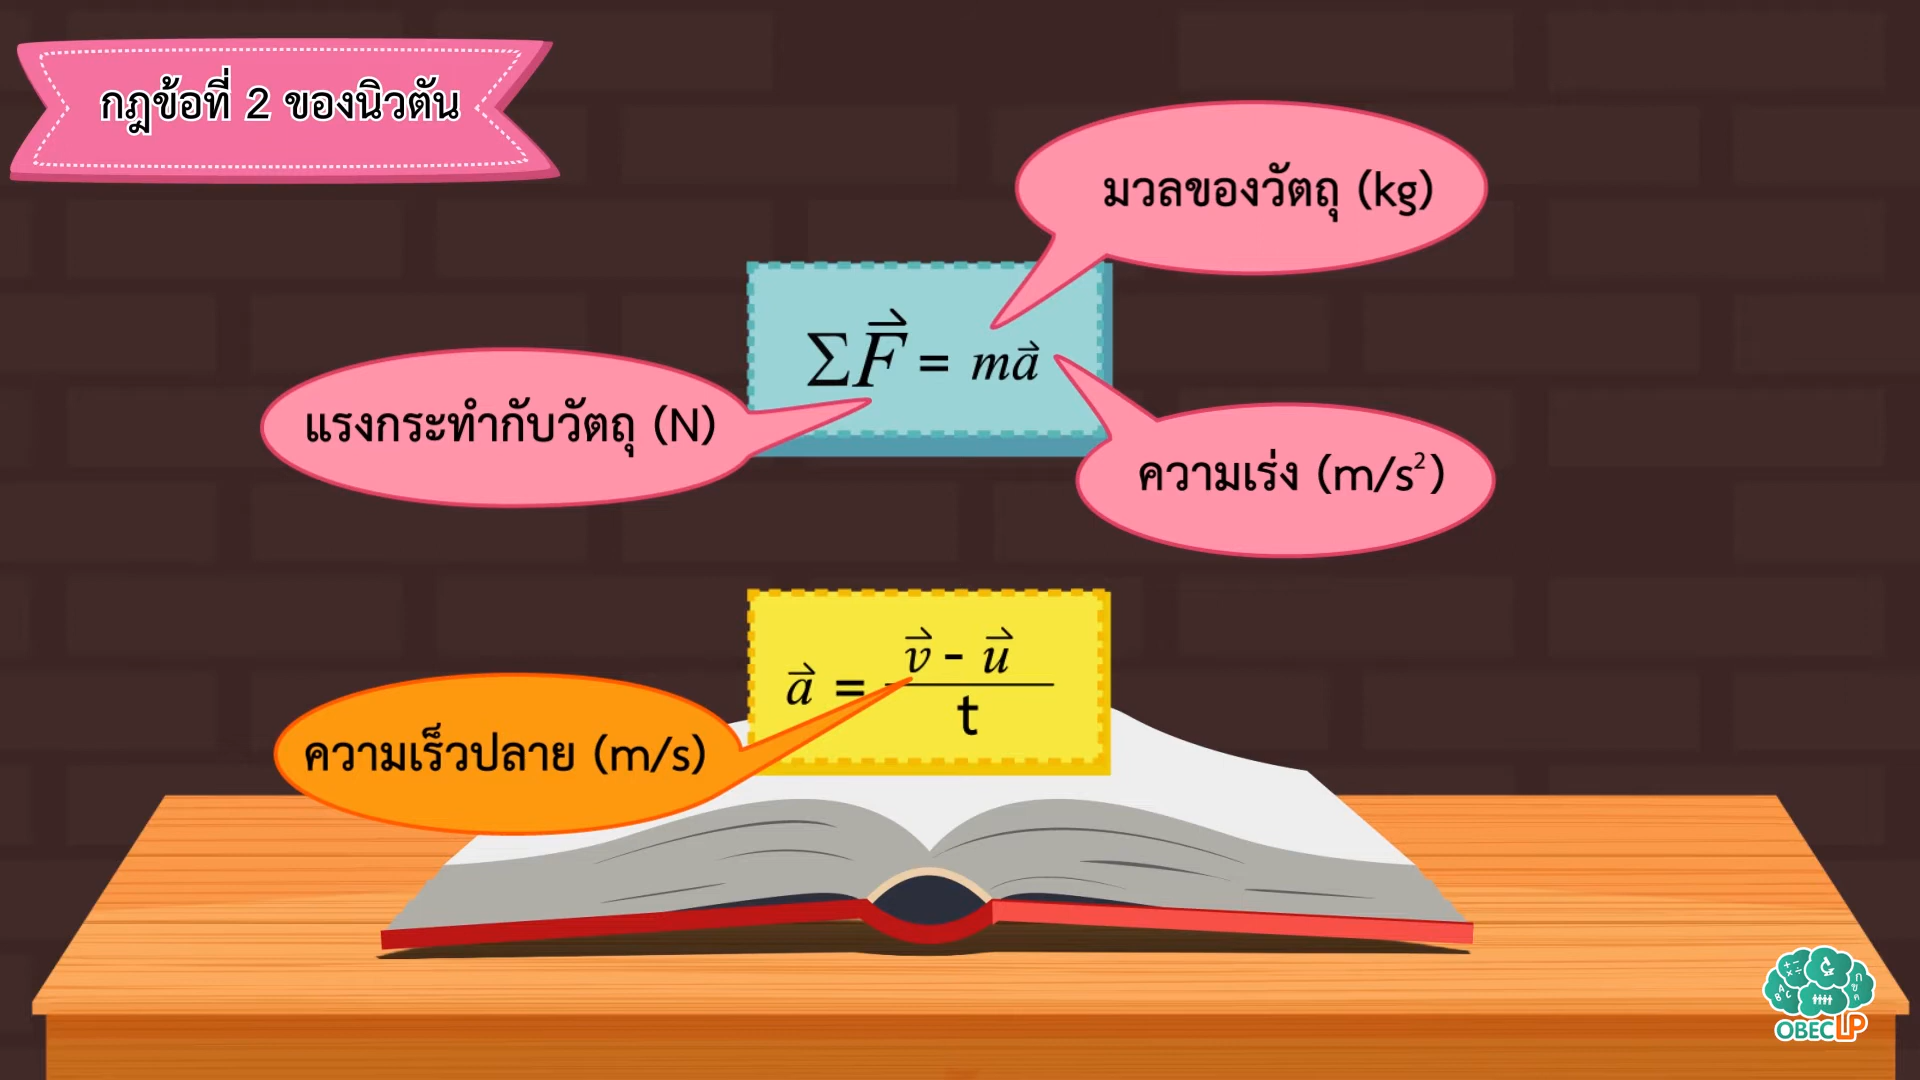 กฎข้อที่ 2 ของนิวตัน
มวลของวัตถุ (kg)
∑F⃗ = ma⃗
แรงกระทำกับวัตถุ (N)
ความเร่ง (m/s²)
a⃗ = (v⃗ - u⃗) / t
ความเร็วปลาย (m/s)
OBECLP